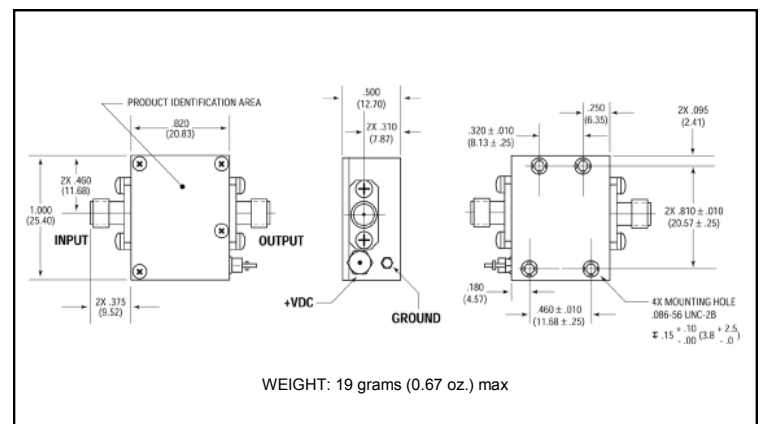 PRODUCT IDENTIFICATION AREA
.820
(20.83)
2X .460
(11.68)
1.000
(25.40)
INPUT
OUTPUT
2X .375
(9.52)
.500
(12.70)
2X .310
(7.87)
+VDC
GROUND
.250
(6.35)
2X .095
(2.41)
.320 ± .010
(8.13 ± .25)
2X .810 ± .010
(20.57 ± .25)
.180
(4.57)
.460 ± .010
(11.68 ± .25)
4X MOUNTING HOLE
.086-56 UNC-2B
↧ .15 +.10 -.00 (3.8 +2.5 -.0)
WEIGHT: 19 grams (0.67 oz.) max